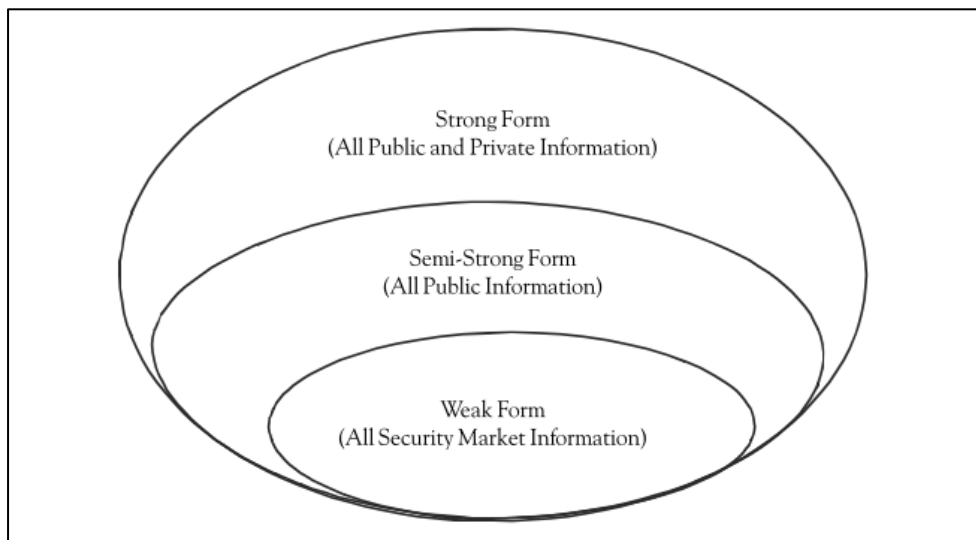 Strong Form
(All Public and Private Information)
Semi-Strong Form
(All Public Information)
Weak Form
(All Security Market Information)